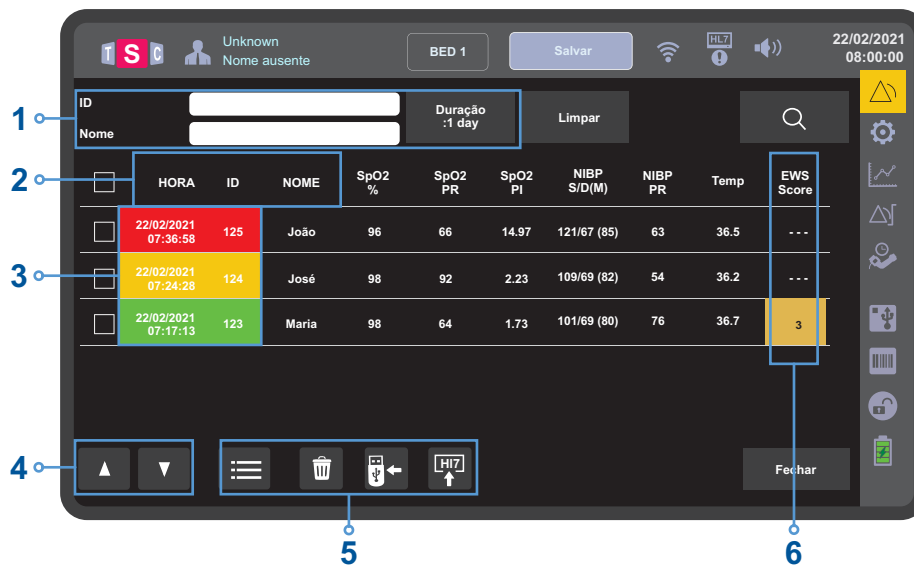 T S C
Unknown
Nome ausente
BED 1
Salvar
HL7
22/02/2021
08:00:00
1
ID
Nome
Duração
:1 day
Limpar
2
HORA ID NOME SpO2 % SpO2 PR SpO2 PI NIBP S/D(M) NIBP PR Temp EWS Score
22/02/2021 07:36:58 125 João 96 66 14.97 121/67 (85) 63 36.5 ---
3
22/02/2021 07:24:28 124 José 98 92 2.23 109/69 (82) 54 36.2 ---
22/02/2021 07:17:13 123 Maria 98 64 1.73 101/69 (80) 76 36.7 3
4
HI7
Fechar
5
6